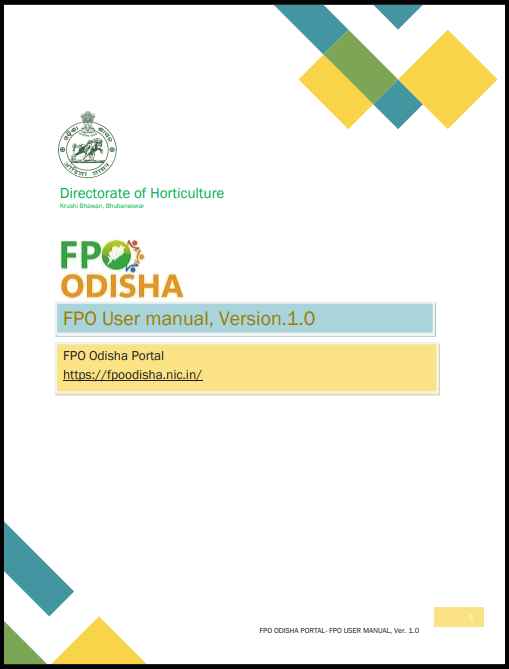 Directorate of Horticulture
Krushi Bhawan, Bhubaneswar
FPO
ODISHA
FPO User manual, Version.1.0
FPO Odisha Portal
https://fpoodisha.nic.in/
1
FPO ODISHA PORTAL- FPO USER MANUAL, Ver. 1.0